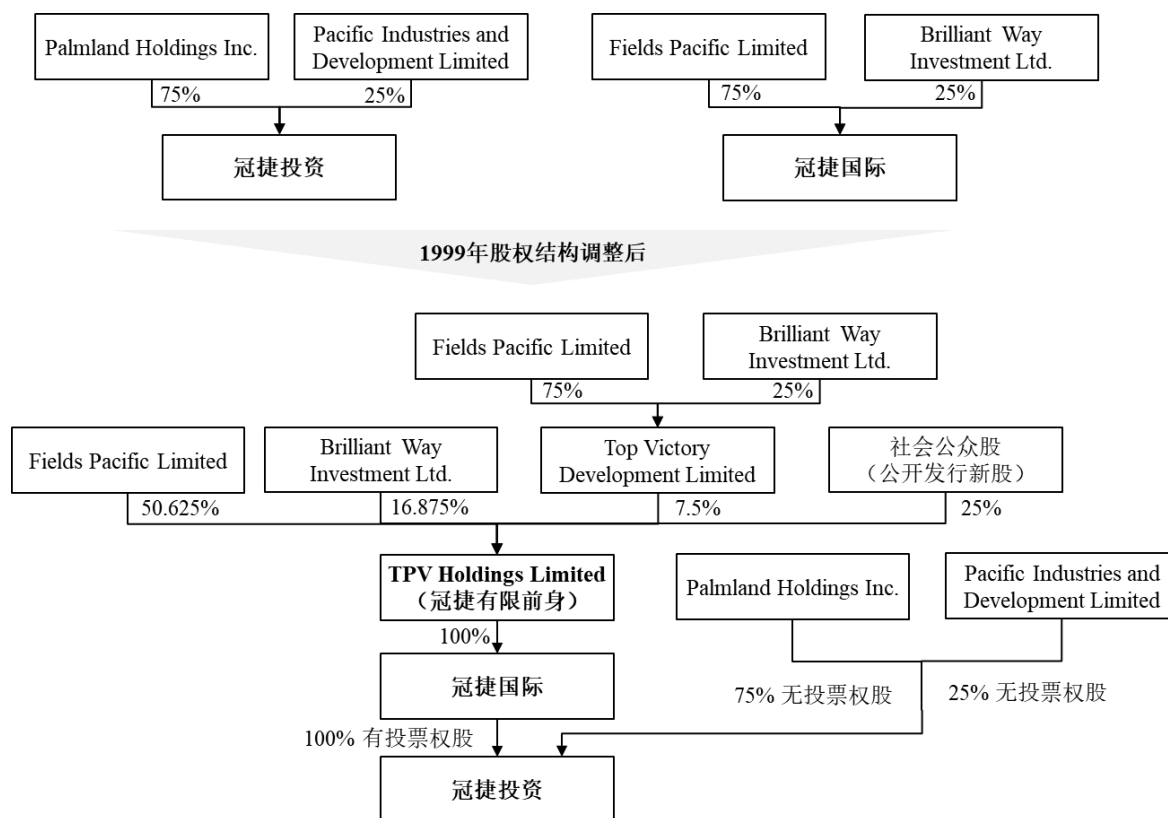 Palmland Holdings Inc.
Pacific Industries and
Development Limited
Fields Pacific Limited
Brilliant Way
Investment Ltd.
75%
25%
75%
25%
冠捷投资
冠捷国际
1999年股权结构调整后
Fields Pacific Limited
Brilliant Way
Investment Ltd.
75%
25%
Fields Pacific Limited
Brilliant Way
Investment Ltd.
Top Victory
Development Limited
社会公众股
（公开发行新股）
50.625%
16.875%
7.5%
25%
TPV Holdings Limited
（冠捷有限前身）
Palmland Holdings Inc.
Pacific Industries and
Development Limited
100%
冠捷国际
75% 无投票权股
25% 无投票权股
100% 有投票权股
冠捷投资